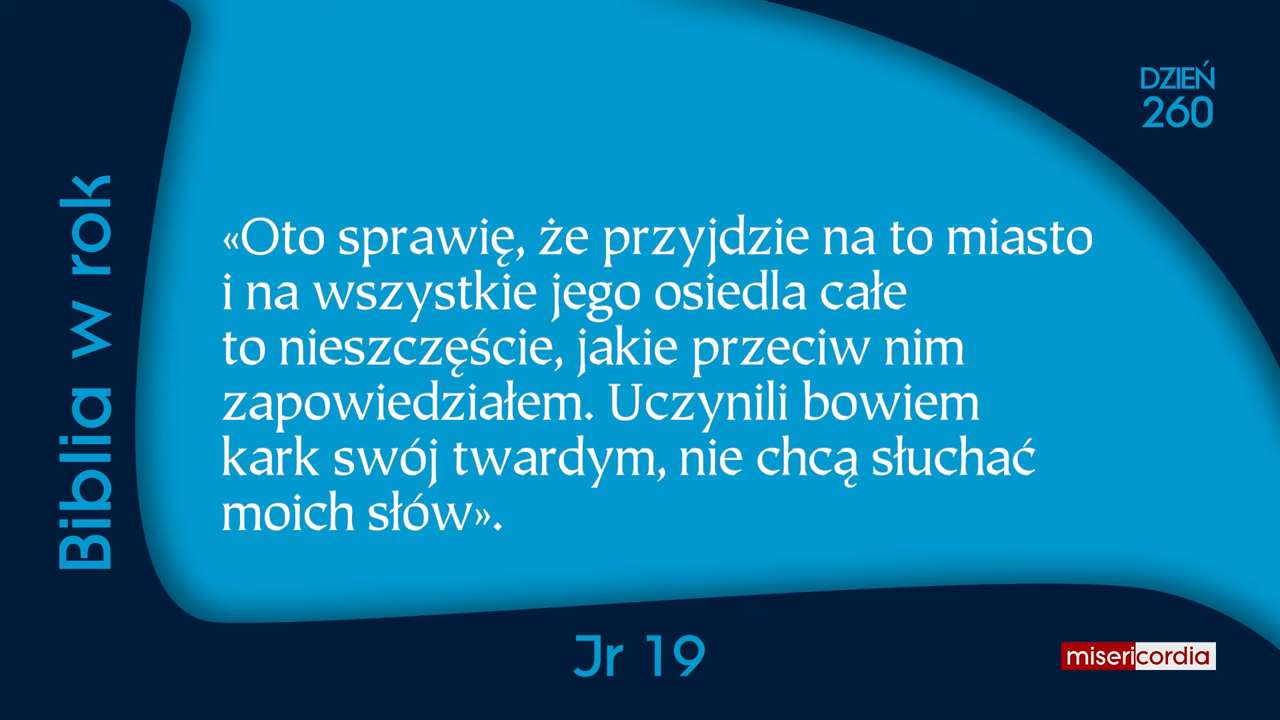 DZIEŃ
260
Biblia w rok
«Oto sprawię, że przyjdzie na to miasto
i na wszystkie jego osiedla całe
to nieszczęście, jakie przeciw nim
zapowiedziałem. Uczynili bowiem
kark swój twardym, nie chcą słuchać
moich słów».
Jr 19
misericordia